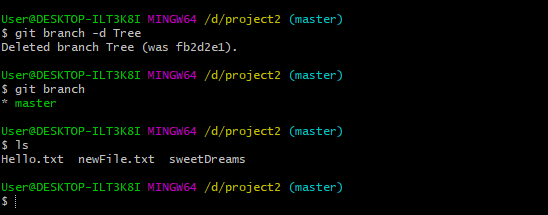 User@DESKTOP-ILT3K8I MINGW64 /d/project2 (master)
$ git branch -d Tree
Deleted branch Tree (was fb2d2e1).
User@DESKTOP-ILT3K8I MINGW64 /d/project2 (master)
$ git branch
* master
User@DESKTOP-ILT3K8I MINGW64 /d/project2 (master)
$ ls
Hello.txt  newFile.txt  sweetDreams
User@DESKTOP-ILT3K8I MINGW64 /d/project2 (master)
$